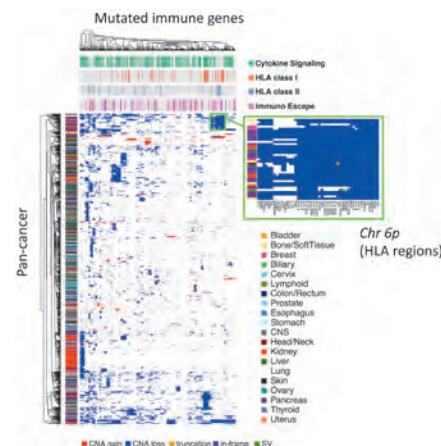 Mutated immune genes
Cytokine Signaling
HLA class I
HLA class II
Immuno Escape
Pan-cancer
Chr 6p
(HLA regions)
Bladder
Bone/SoftTissue
Breast
Biliary
Cervix
Lymphoid
Colon/Rectum
Prostate
Esophagus
Stomach
CNS
Head/Neck
Kidney
Liver
Lung
Skin
Ovary
Pancreas
Thyroid
Uterus
CNA gain CNA loss truncation in-frame SV